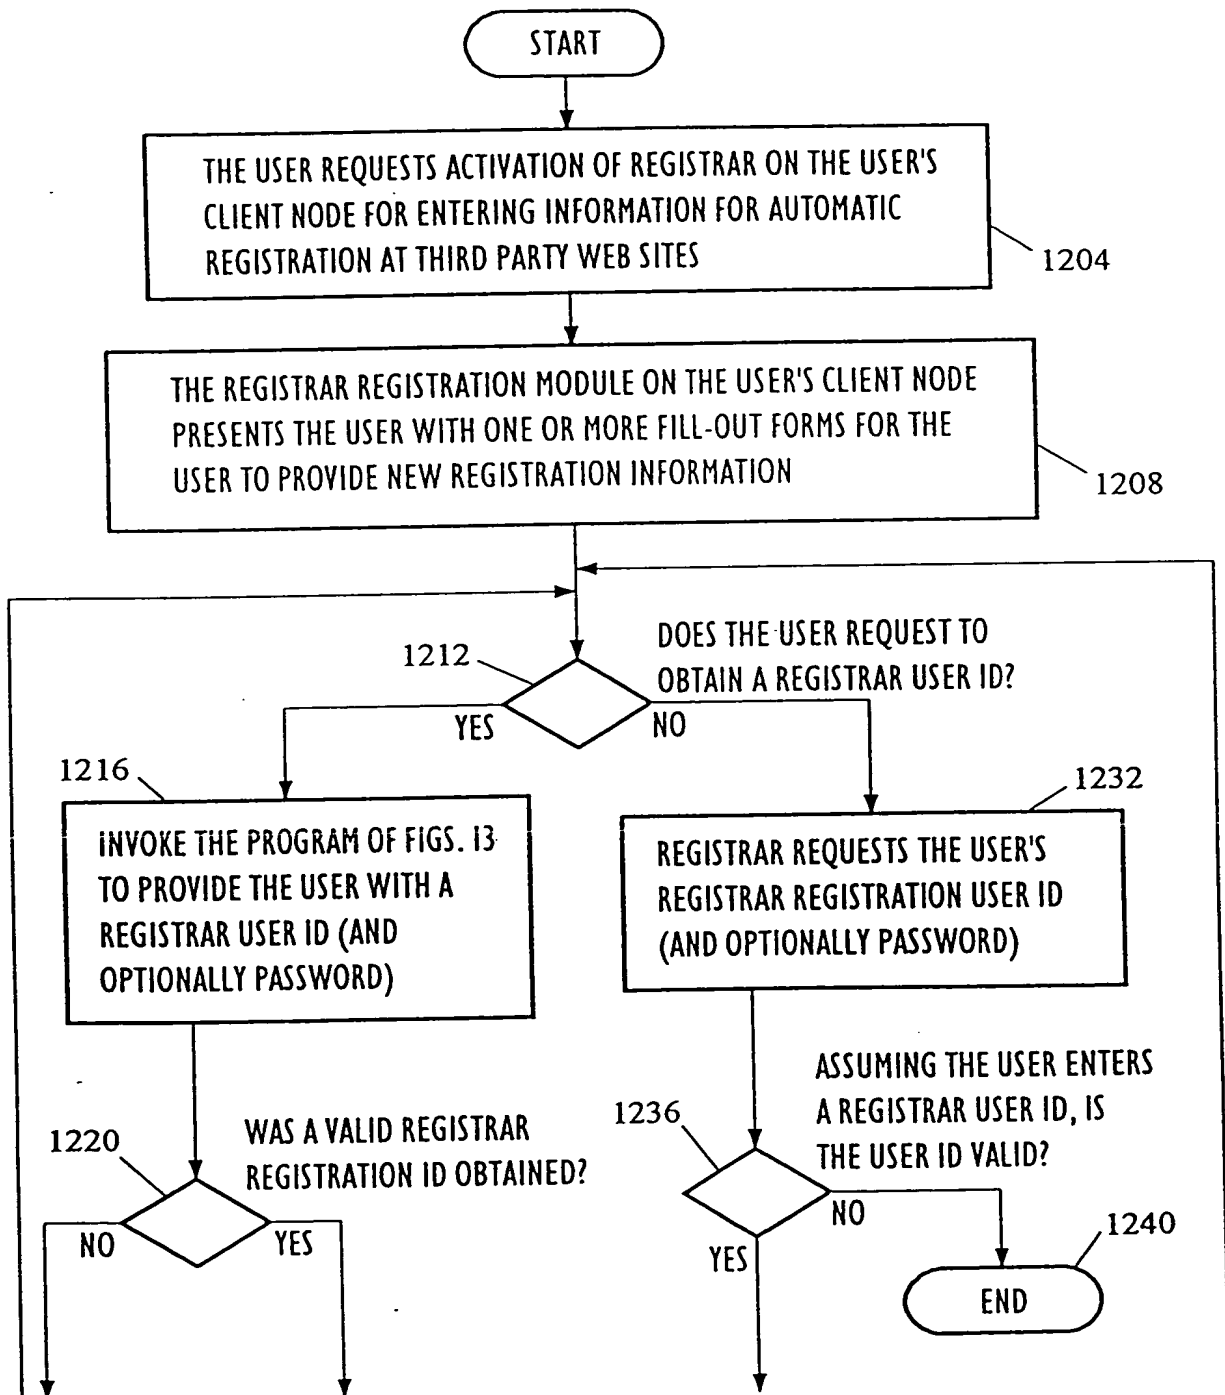 START
THE USER REQUESTS ACTIVATION OF REGISTRAR ON THE USER'S
CLIENT NODE FOR ENTERING INFORMATION FOR AUTOMATIC
REGISTRATION AT THIRD PARTY WEB SITES
1204
THE REGISTRAR REGISTRATION MODULE ON THE USER'S CLIENT NODE
PRESENTS THE USER WITH ONE OR MORE FILL-OUT FORMS FOR THE
USER TO PROVIDE NEW REGISTRATION INFORMATION
1208
1212
DOES THE USER REQUEST TO
OBTAIN A REGISTRAR USER ID?
YES
NO
1216
INVOKE THE PROGRAM OF FIGS. 13
TO PROVIDE THE USER WITH A
REGISTRAR USER ID (AND
OPTIONALLY PASSWORD)
1232
REGISTRAR REQUESTS THE USER'S
REGISTRAR REGISTRATION USER ID
(AND OPTIONALLY PASSWORD)
1220
WAS A VALID REGISTRAR
REGISTRATION ID OBTAINED?
NO
YES
1236
ASSUMING THE USER ENTERS
A REGISTRAR USER ID, IS
THE USER ID VALID?
NO
YES
1240
END